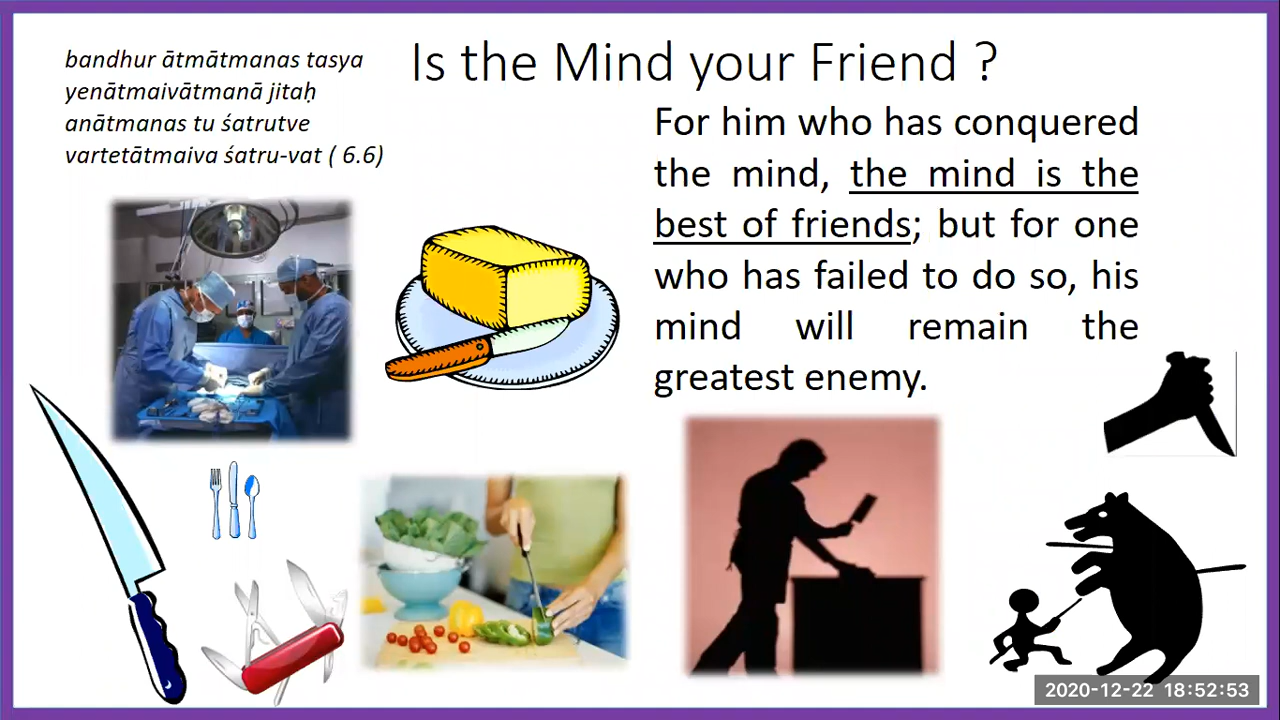 bandhur ātmātmanas tasya
yenātmaivātmanā jitaḥ
anātmanas tu śatrutve
vartetātmaiva śatru-vat ( 6.6)
Is the Mind your Friend ?
For him who has conquered
the mind, the mind is the
best of friends; but for one
who has failed to do so, his
mind will remain the
greatest enemy.
2020-12-22 18:52:53